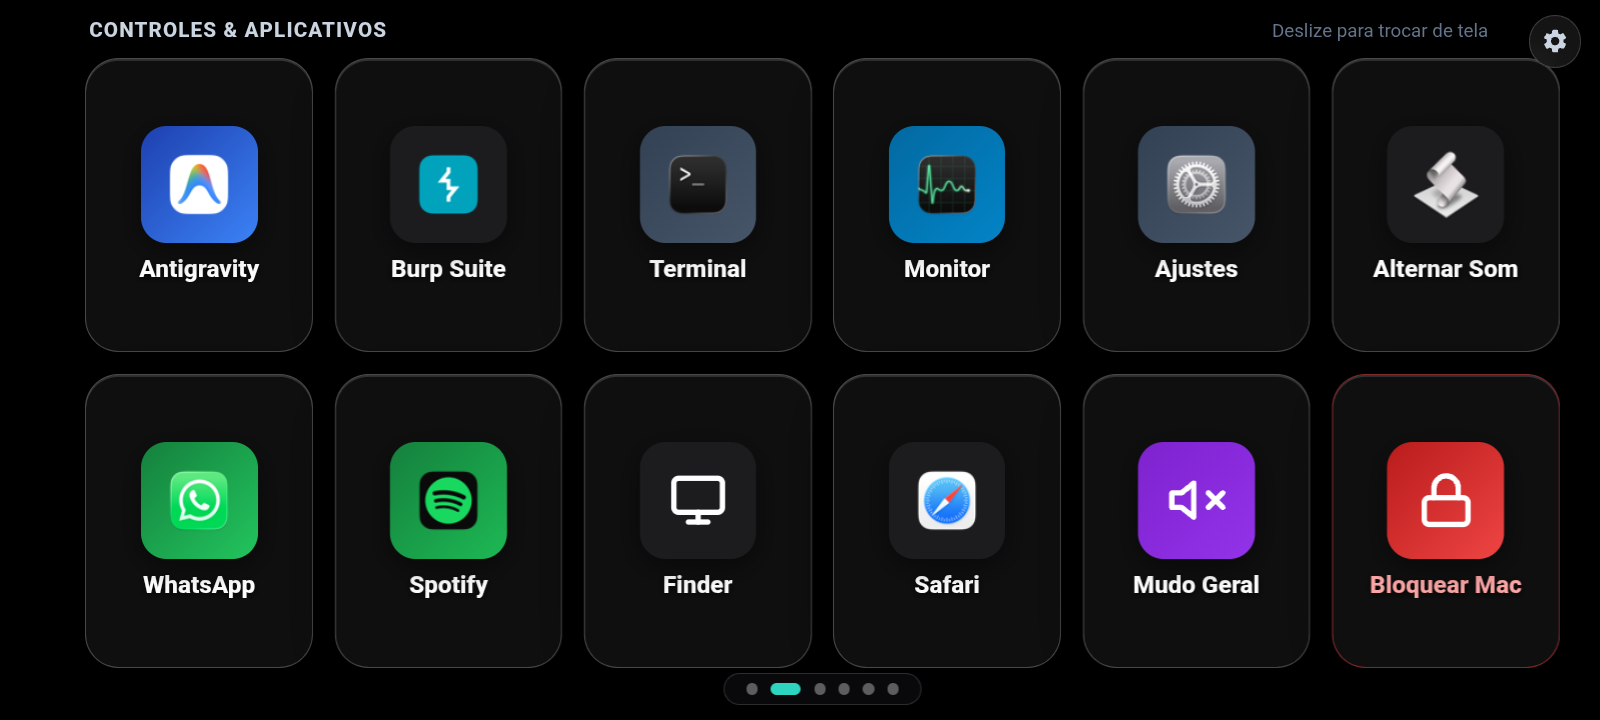 CONTROLES & APLICATIVOS
Deslize para trocar de tela
>_
Antigravity
Burp Suite
Terminal
Monitor
Ajustes
Alternar Som
WhatsApp
Spotify
Finder
Safari
Mudo Geral
Bloquear Mac